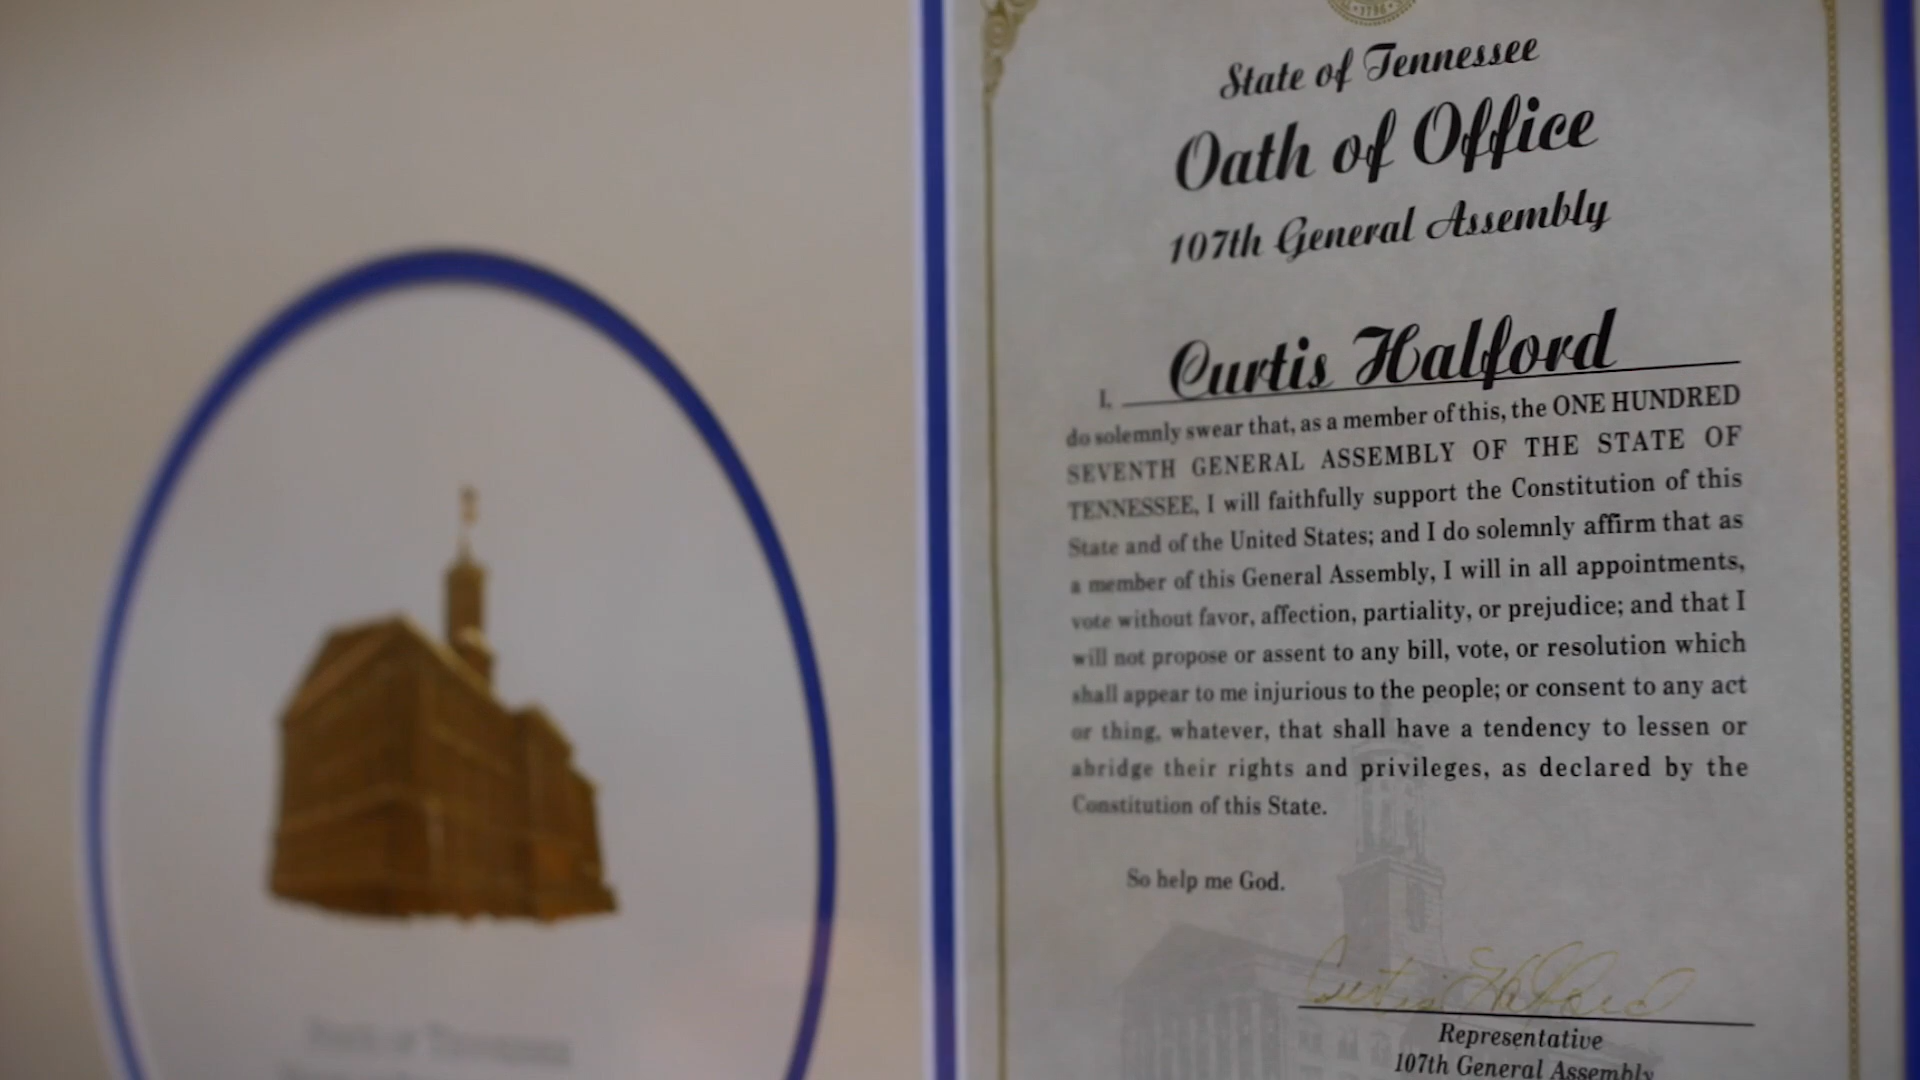 1796
State of Tennessee
Oath of Office
107th General Assembly
I, Curtis Halford
do solemnly swear that, as a member of this, the ONE HUNDRED
SEVENTH GENERAL ASSEMBLY OF THE STATE OF
TENNESSEE, I will faithfully support the Constitution of this
State and of the United States; and I do solemnly affirm that as
a member of this General Assembly, I will in all appointments,
vote without favor, affection, partiality, or prejudice; and that I
will not propose or assent to any bill, vote, or resolution which
shall appear to me injurious to the people; or consent to any act
or thing, whatever, that shall have a tendency to lessen or
abridge their rights and privileges, as declared by the
Constitution of this State.
So help me God.
Curtis Halford
Representative
107th General Assembly
State of Tennessee